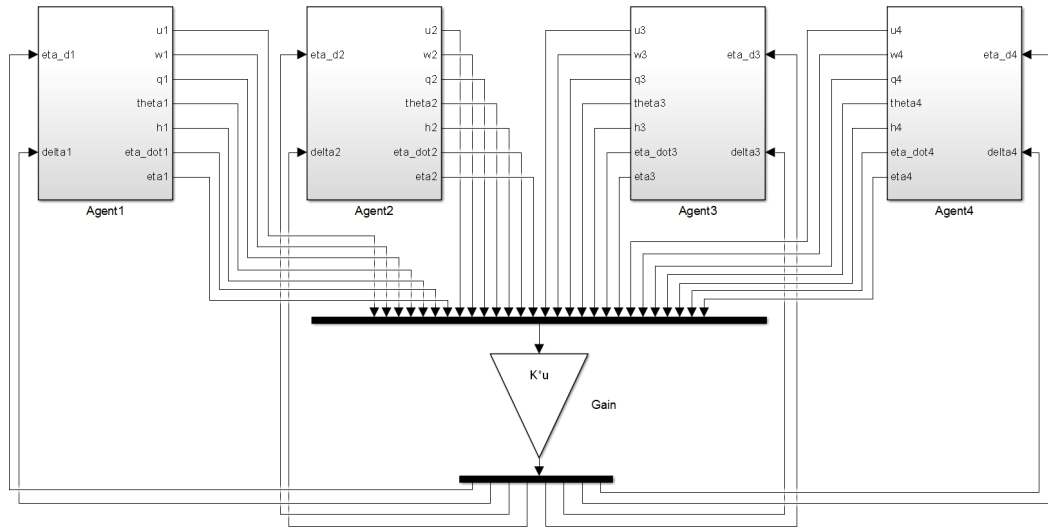 u1
eta_d1
w1
q1
theta1
h1
delta1
eta_dot1
eta1
Agent1
u2
eta_d2
w2
q2
theta2
h2
delta2
eta_dot2
eta2
Agent2
u3
w3
eta_d3
q3
theta3
h3
eta_dot3
delta3
eta3
Agent3
u4
w4
eta_d4
q4
theta4
h4
eta_dot4
delta4
eta4
Agent4
K*u
Gain